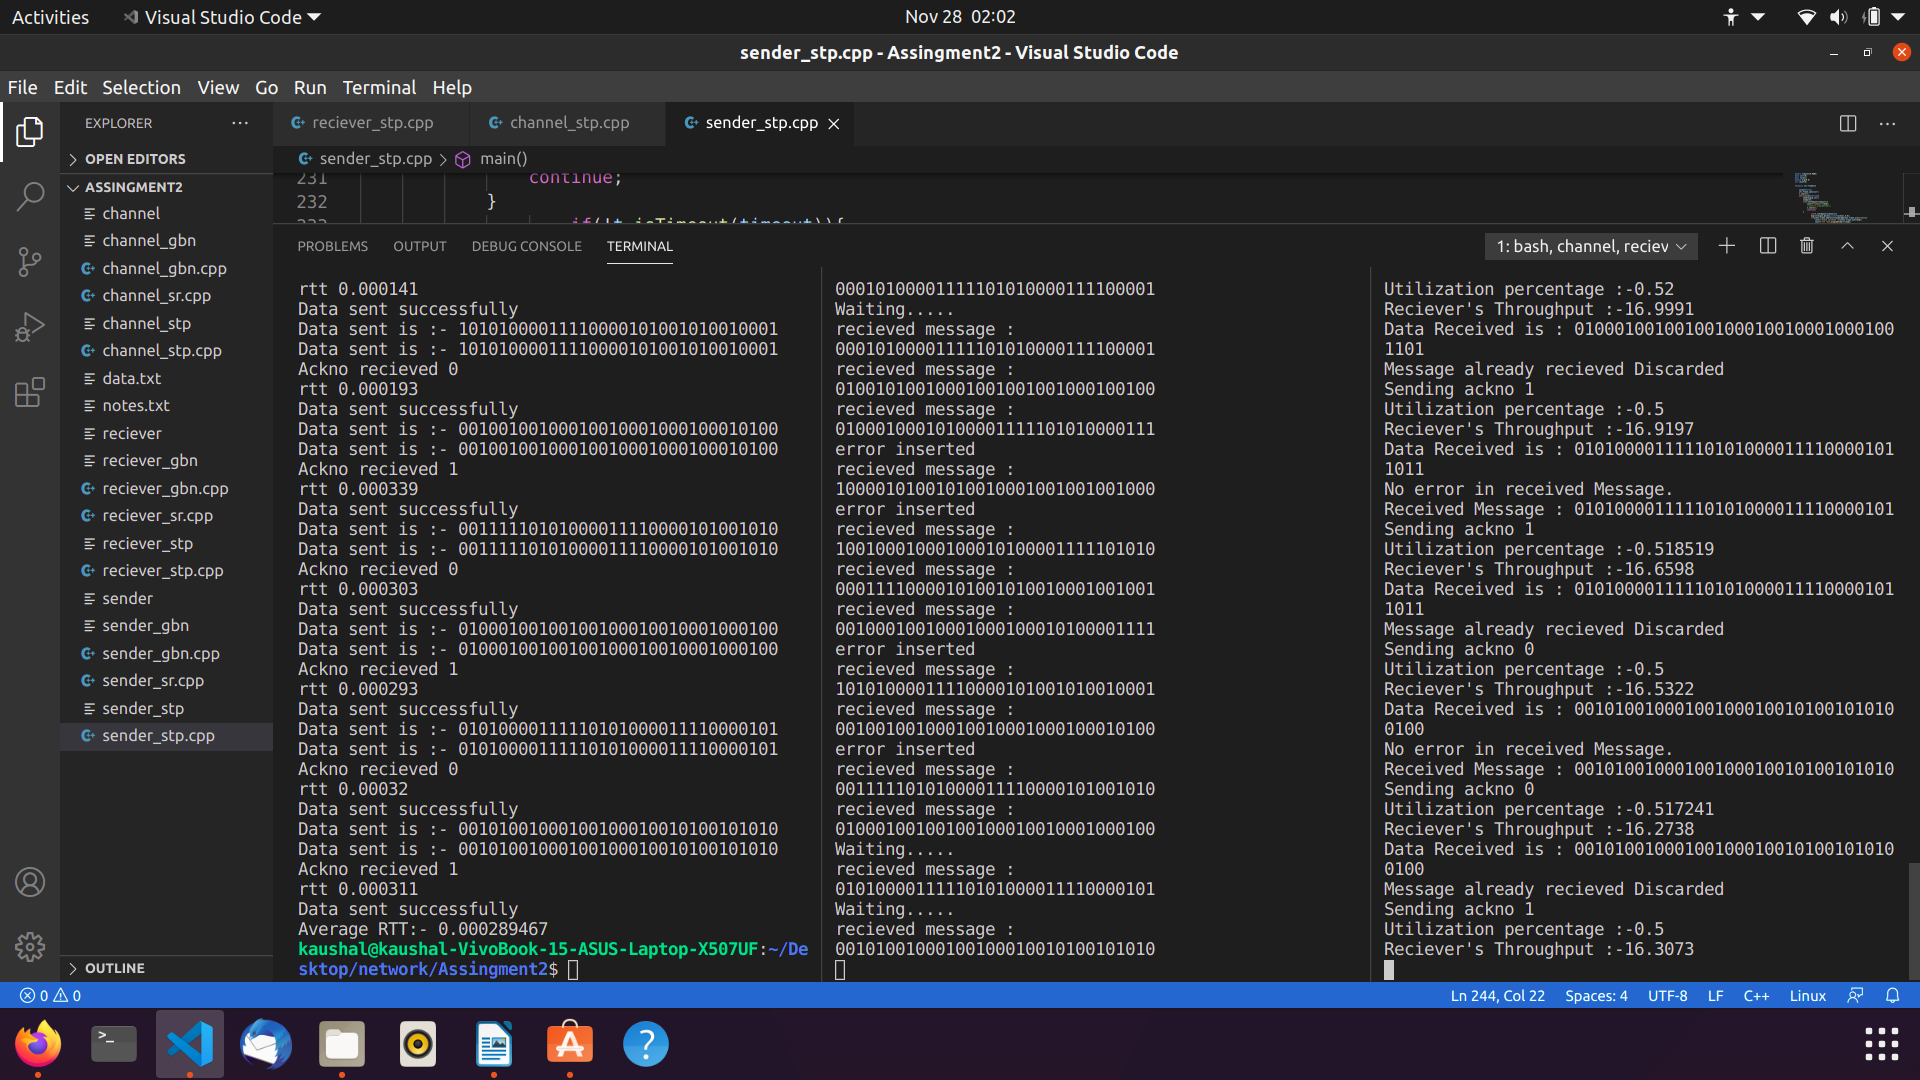 Activities
Visual Studio Code
Nov 28 02:02
sender_stp.cpp - Assingment2 - Visual Studio Code
File Edit Selection View Go Run Terminal Help
EXPLORER
OPEN EDITORS
ASSINGMENT2
channel
channel_gbn
channel_gbn.cpp
channel_sr.cpp
channel_stp
channel_stp.cpp
data.txt
notes.txt
reciever
reciever_gbn
reciever_gbn.cpp
reciever_sr.cpp
reciever_stp
reciever_stp.cpp
sender
sender_gbn
sender_gbn.cpp
sender_sr.cpp
sender_stp
sender_stp.cpp
OUTLINE
reciever_stp.cpp
channel_stp.cpp
sender_stp.cpp
sender_stp.cpp > main()
231 continue;
232 }
233 if(!t.isTimeout(timeout)){
PROBLEMS OUTPUT DEBUG CONSOLE TERMINAL
1: bash, channel, reciev
rtt 0.000141
Data sent successfully
Data sent is :- 10101000011110000101001010010001
Data sent is :- 10101000011110000101001010010001
Ackno recieved 0
rtt 0.000193
Data sent successfully
Data sent is :- 00100100100010010001000100010100
Data sent is :- 00100100100010010001000100010100
Ackno recieved 1
rtt 0.000339
Data sent successfully
Data sent is :- 00111110101000011110000101001010
Data sent is :- 00111110101000011110000101001010
Ackno recieved 0
rtt 0.000303
Data sent successfully
Data sent is :- 01000100100100100010010001000100
Data sent is :- 01000100100100100010010001000100
Ackno recieved 1
rtt 0.000293
Data sent successfully
Data sent is :- 01010000111110101000011110000101
Data sent is :- 01010000111110101000011110000101
Ackno recieved 0
rtt 0.00032
Data sent successfully
Data sent is :- 00101001000100100010010100101010
Data sent is :- 00101001000100100010010100101010
Ackno recieved 1
rtt 0.000311
Data sent successfully
Average RTT:- 0.000289467
kaushal@kaushal-VivoBook-15-ASUS-Laptop-X507UF:~/De
sktop/network/Assingment2$
00010100001111101010000111100001
Waiting.....
recieved message :
00010100001111101010000111100001
recieved message :
01001010010001001001001000100100
recieved message :
01000100010100001111101010000111
error inserted
recieved message :
10000101001010010001001001001000
error inserted
recieved message :
10010001000100010100001111101010
recieved message :
00011110000101001010010001001001
recieved message :
00100010010001000100010100001111
error inserted
recieved message :
10101000011110000101001010010001
recieved message :
00100100100010010001000100010100
error inserted
recieved message :
00111110101000011110000101001010
recieved message :
01000100100100100010010001000100
Waiting.....
recieved message :
01010000111110101000011110000101
Waiting.....
recieved message :
00101001000100100010010100101010
Utilization percentage :-0.52
Reciever's Throughput :-16.9991
Data Received is : 01000100100100100010010001000100
1101
Message already recieved Discarded
Sending ackno 1
Utilization percentage :-0.5
Reciever's Throughput :-16.9197
Data Received is : 01010000111110101000011110000101
1011
No error in received Message.
Received Message : 01010000111110101000011110000101
Sending ackno 1
Utilization percentage :-0.518519
Reciever's Throughput :-16.6598
Data Received is : 01010000111110101000011110000101
1011
Message already recieved Discarded
Sending ackno 0
Utilization percentage :-0.5
Reciever's Throughput :-16.5322
Data Received is : 00101001000100100010010100101010
0100
No error in received Message.
Received Message : 00101001000100100010010100101010
Sending ackno 0
Utilization percentage :-0.517241
Reciever's Throughput :-16.2738
Data Received is : 00101001000100100010010100101010
0100
Message already recieved Discarded
Sending ackno 1
Utilization percentage :-0.5
Reciever's Throughput :-16.3073
0 0
Ln 244, Col 22 Spaces: 4 UTF-8 LF C++ Linux